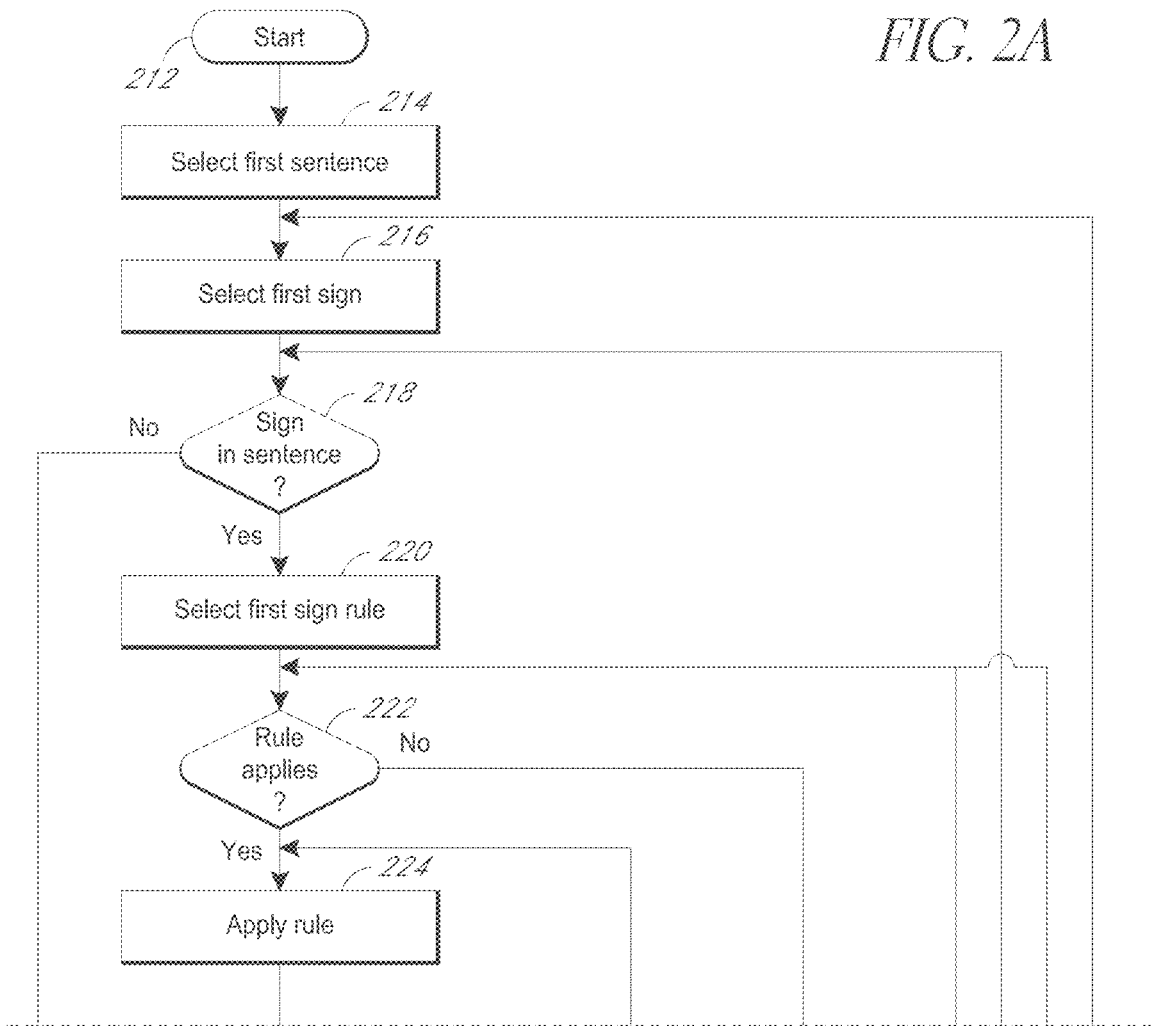 FIG. 2A
Start
212
214
Select first sentence
216
Select first sign
218
No
Sign
in sentence
?
Yes
220
Select first sign rule
222
Rule
applies
?
No
Yes
224
Apply rule